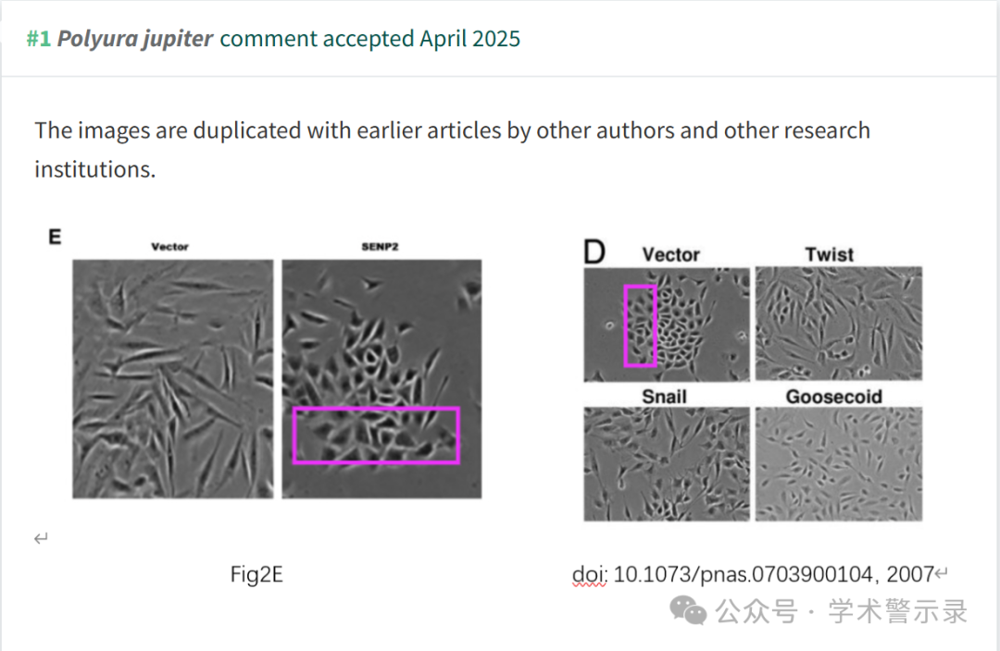 #1 Polyura jupiter comment accepted April 2025
The images are duplicated with earlier articles by other authors and other research
institutions.
E
Vector
SENP2
D
Vector
Twist
Snail
Goosecoid
↵
Fig2E
doi: 10.1073/pnas.0703900104, 2007↵
公众号 · 学术警示录